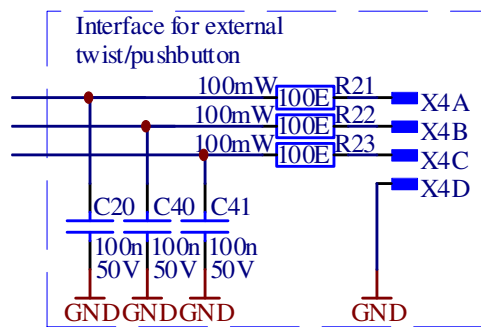 Interface for external
twist/pushbutton
100mW 100E R21 X4A
100mW 100E R22 X4B
100mW 100E R23 X4C
X4D
C20 C40 C41
100n 100n 100n
50V 50V 50V
GND GND GND GND